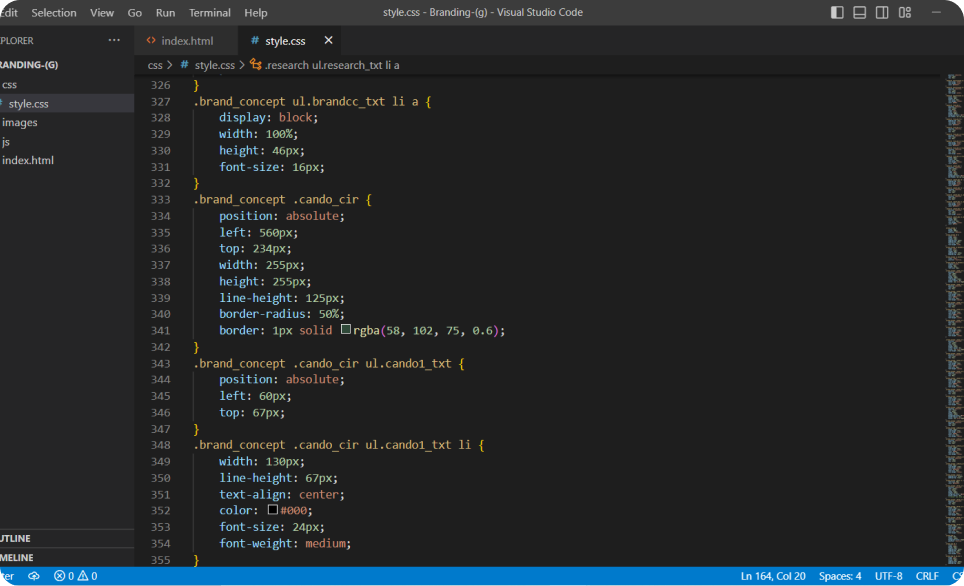 Edit Selection View Go Run Terminal Help style.css - Branding-(g) - Visual Studio Code
PLORER ··· <> index.html # style.css ×
RANDING-(G) css > # style.css > .research ul.research_txt li a
css
style.css
images
js
index.html
326 }
327 .brand_concept ul.brandcc_txt li a {
328 display: block;
329 width: 100%;
330 height: 46px;
331 font-size: 16px;
332 }
333 .brand_concept .cando_cir {
334 position: absolute;
335 left: 560px;
336 top: 234px;
337 width: 255px;
338 height: 255px;
339 line-height: 125px;
340 border-radius: 50%;
341 border: 1px solid rgba(58, 102, 75, 0.6);
342 }
343 .brand_concept .cando_cir ul.cando1_txt {
344 position: absolute;
345 left: 60px;
346 top: 67px;
347 }
348 .brand_concept .cando_cir ul.cando1_txt li {
349 width: 130px;
350 line-height: 67px;
351 text-align: center;
352 color: #000;
353 font-size: 24px;
354 font-weight: medium;
355 }
UTLINE
MELINE
ter 0 0 Ln 164, Col 20 Spaces: 4 UTF-8 CRLF CS